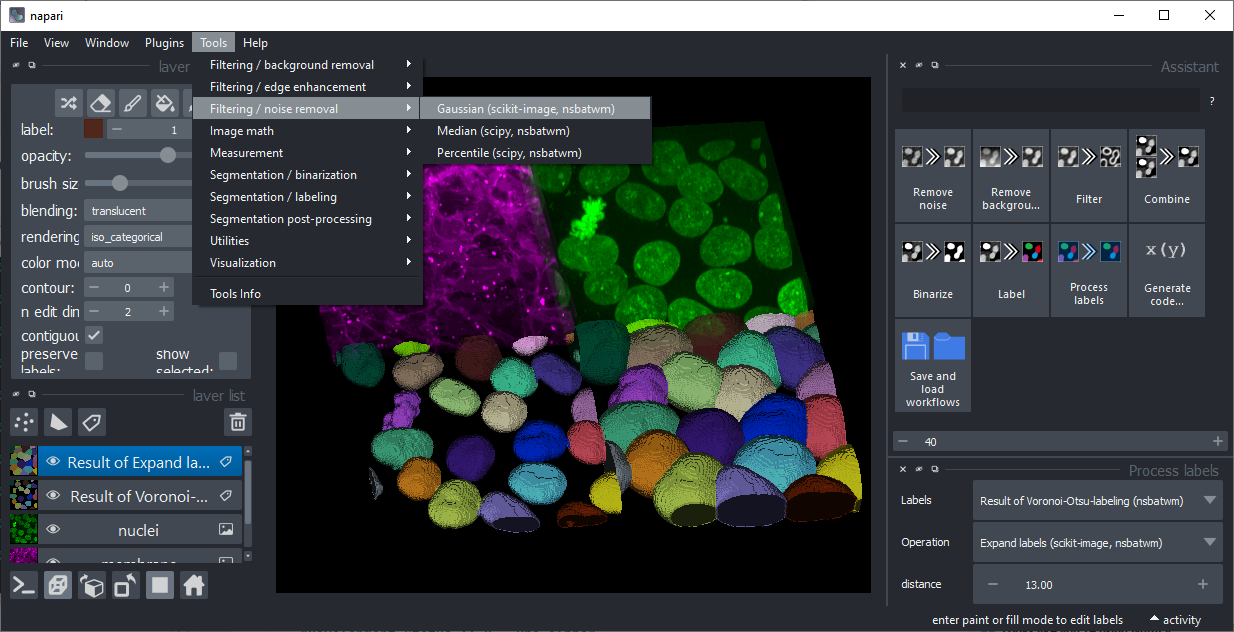 napari
File View Window Plugins Tools Help
layer
label:
1
opacity:
brush siz
blending:
translucent
rendering
iso_categorical
color mo
auto
contour:
0
n edit din
2
contiguou
preserve
labels:
show
selected:
Filtering / background removal
Filtering / edge enhancement
Filtering / noise removal
Image math
Measurement
Segmentation / binarization
Segmentation / labeling
Segmentation post-processing
Utilities
Visualization
Tools Info
Gaussian (scikit-image, nsbatwm)
Median (scipy, nsbatwm)
Percentile (scipy, nsbatwm)
layer list
Result of Expand la...
Result of Voronoi-...
nuclei
membrane
Assistant
?
Remove
noise
Remove
backgrou...
Filter
Combine
Binarize
Label
Process
labels
x(y)
Generate
code...
Save and
load
workflows
40
Process labels
Labels
Result of Voronoi-Otsu-labeling (nsbatwm)
Operation
Expand labels (scikit-image, nsbatwm)
distance
13.00
enter paint or fill mode to edit labels
activity